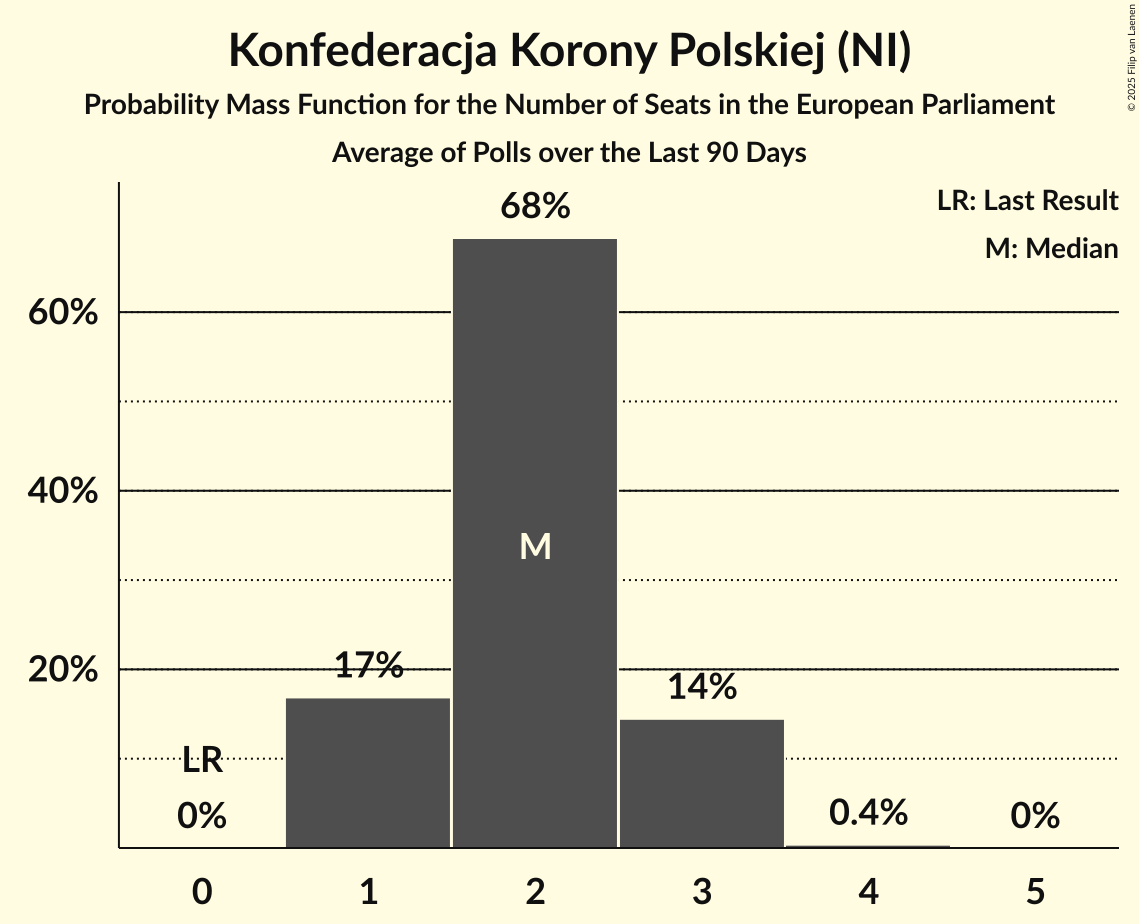 Konfederacja Korony Polskiej (NI)
Probability Mass Function for the Number of Seats in the European Parliament
Average of Polls over the Last 90 Days
© 2025 Filip van Laenen
LR: Last Result
M: Median
68%
60%
40%
M
20%
17%
14%
LR
0%
0.4%
0%
0 1 2 3 4 5